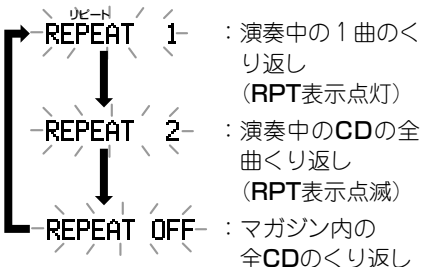 リピート
REPEAT 1
：演奏中の1曲のく
り返し
（RPT表示点灯）
REPEAT 2
：演奏中のCDの全
曲くり返し
（RPT表示点滅）
REPEAT OFF
：マガジン内の
全CDのくり返し